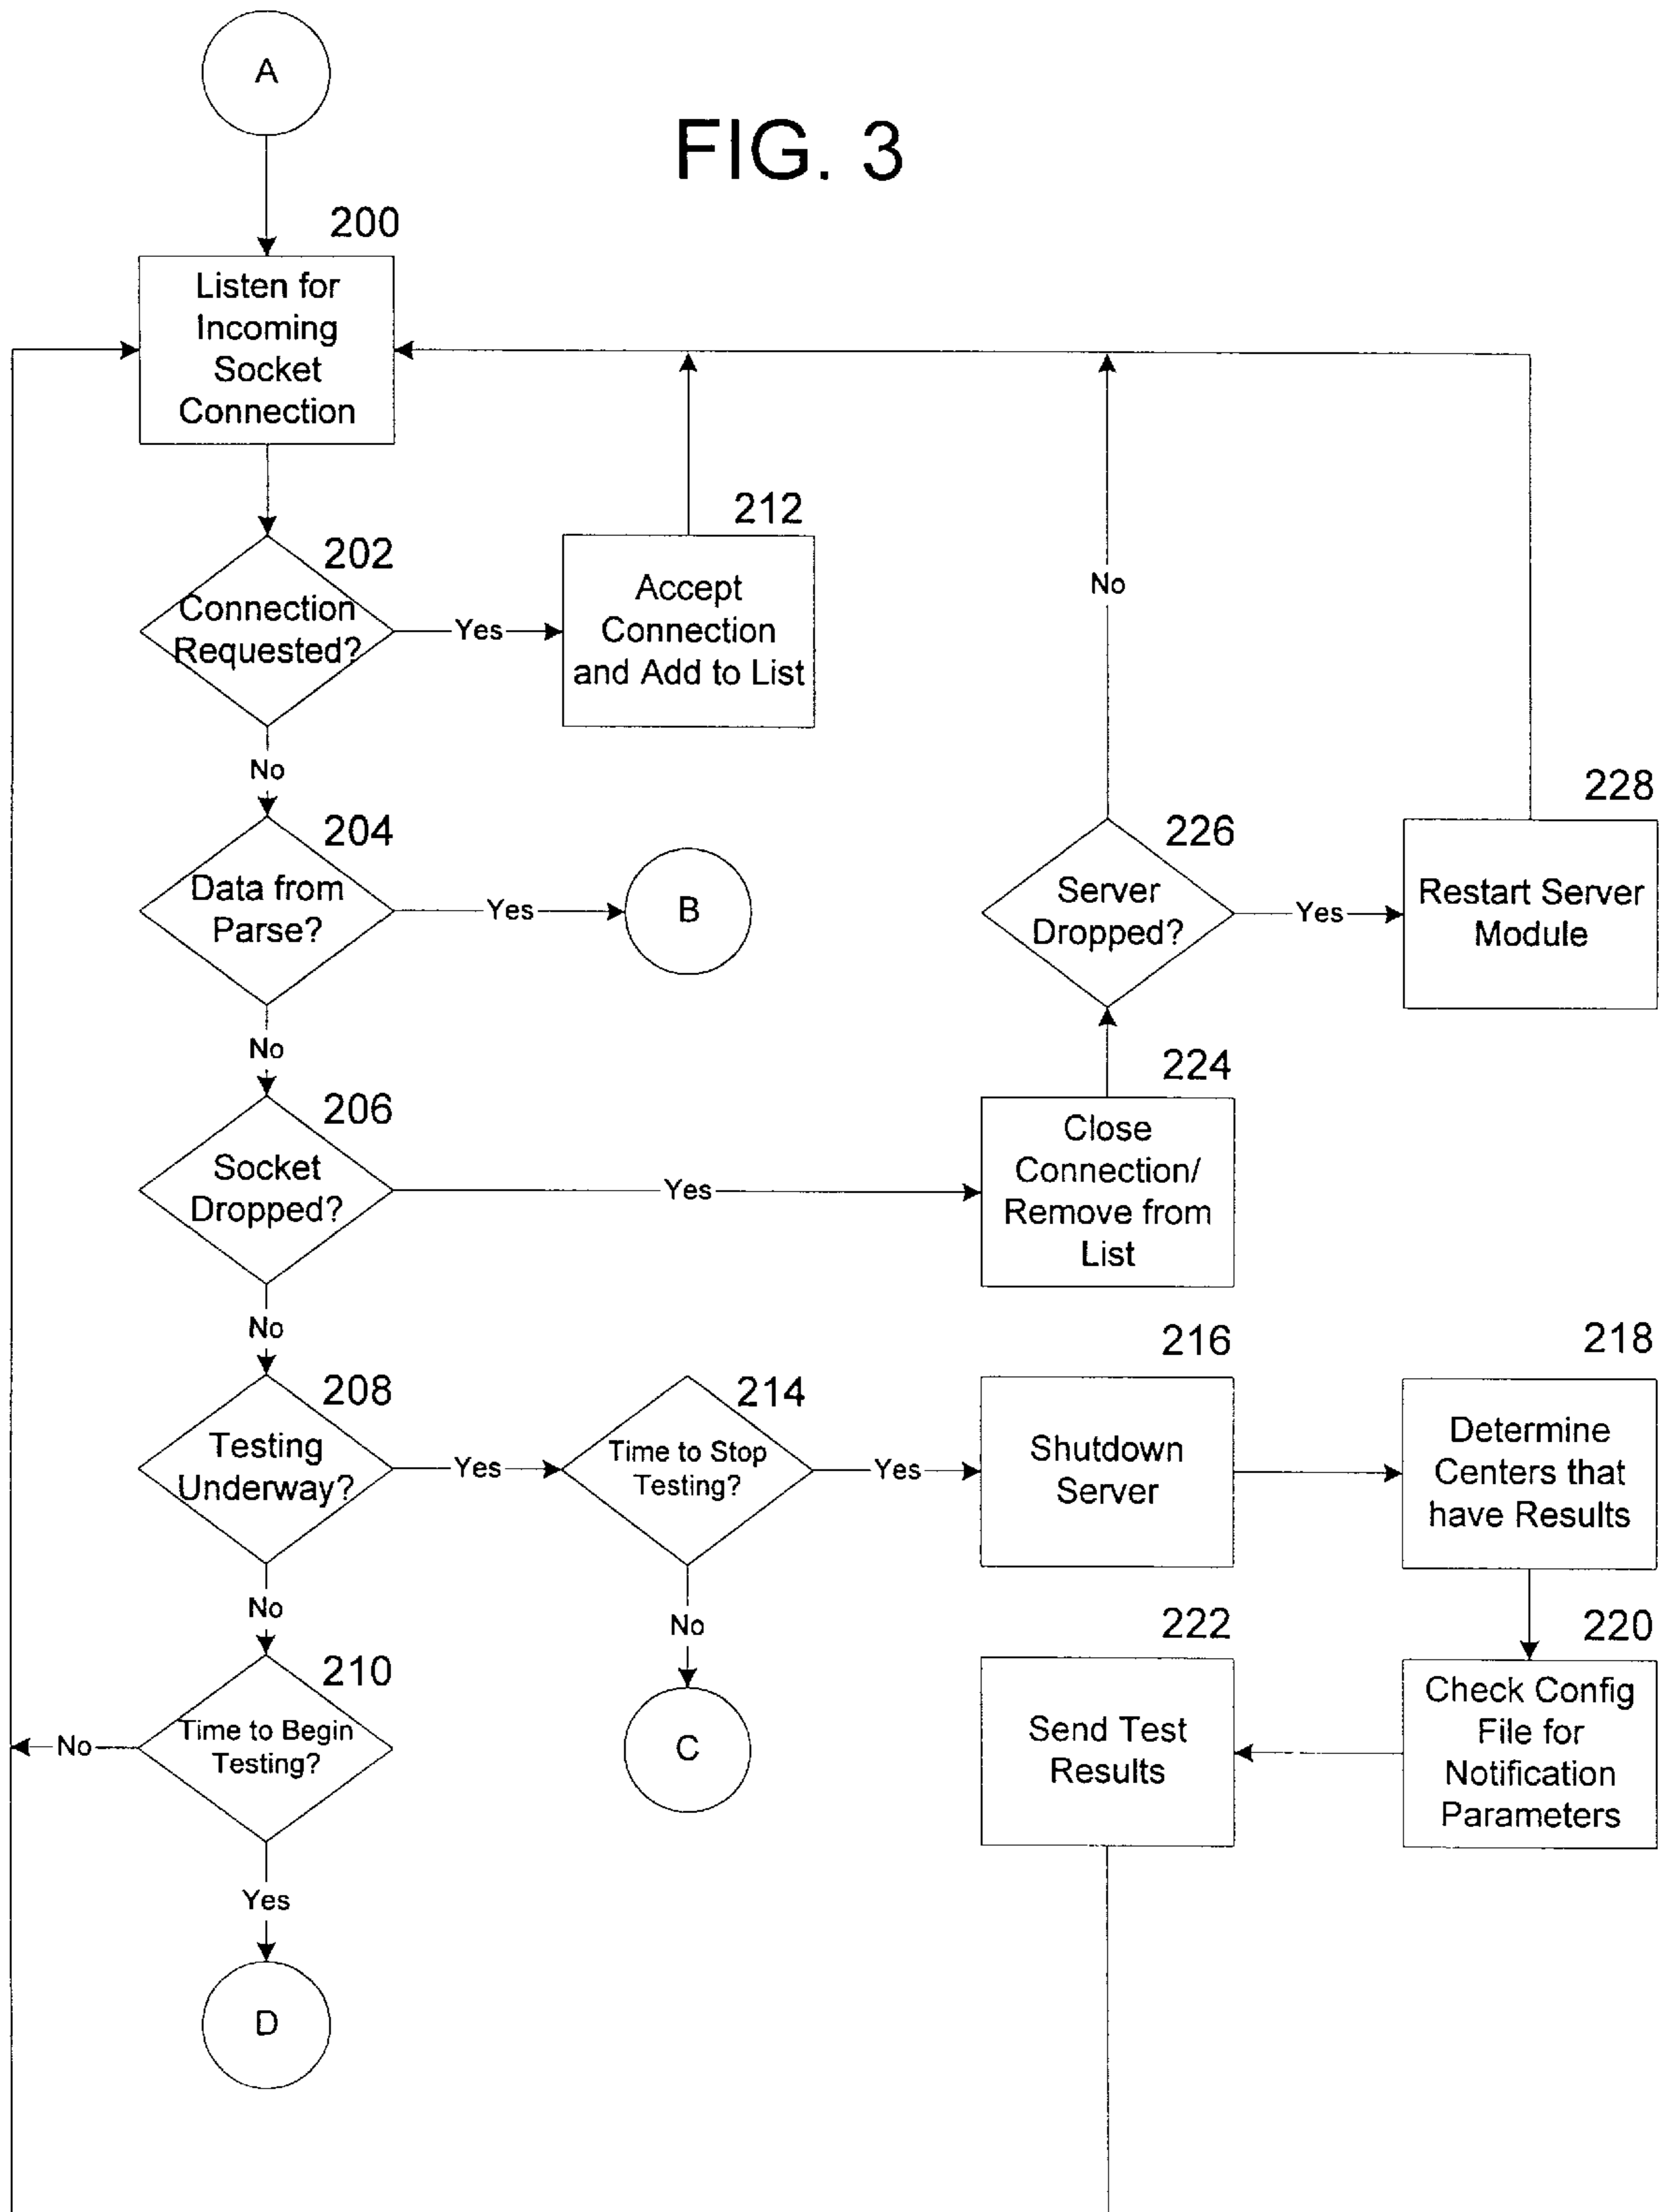 A
FIG. 3
200
Listen for
Incoming
Socket
Connection
202
Connection
Requested?
Yes
212
Accept
Connection
and Add to List
No
No
204
Data from
Parse?
Yes
B
226
Server
Dropped?
Yes
228
Restart Server
Module
No
206
Socket
Dropped?
Yes
224
Close
Connection/
Remove from
List
No
208
Testing
Underway?
Yes
214
Time to Stop
Testing?
Yes
216
Shutdown
Server
218
Determine
Centers that
have Results
No
No
210
Time to Begin
Testing?
No
C
222
Send Test
Results
220
Check Config
File for
Notification
Parameters
Yes
D